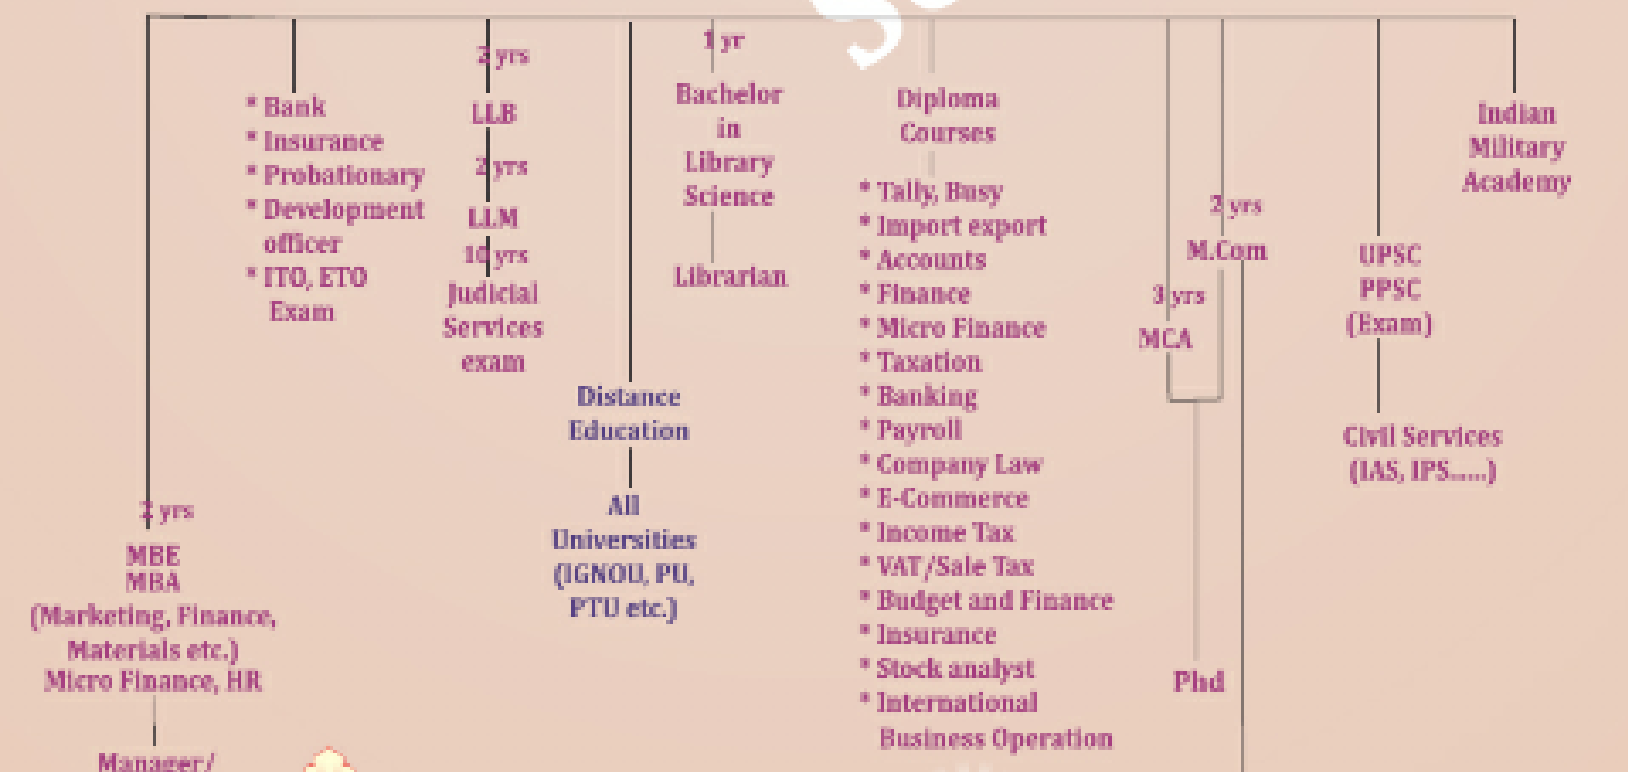 2 yrs
MBE
MBA
(Marketing, Finance,
Materials etc.)
Micro Finance, HR
Manager/
* Bank
* Insurance
* Probationary
* Development
officer
* ITO, ETO
Exam
2 yrs
LLB
2 yrs
LLM
10 yrs
Judicial
Services
exam
Distance
Education
All
Universities
(IGNOU, PU,
PTU etc.)
1 yr
Bachelor
in
Library
Science
Librarian
Diploma
Courses
* Tally, Busy
* Import export
* Accounts
* Finance
* Micro Finance
* Taxation
* Banking
* Payroll
* Company Law
* E-Commerce
* Income Tax
* VAT/Sale Tax
* Budget and Finance
* Insurance
* Stock analyst
* International
Business Operation
3 yrs
MCA
2 yrs
M.Com
Phd
UPSC
PPSC
(Exam)
Civil Services
(IAS, IPS.....)
Indian
Military
Academy